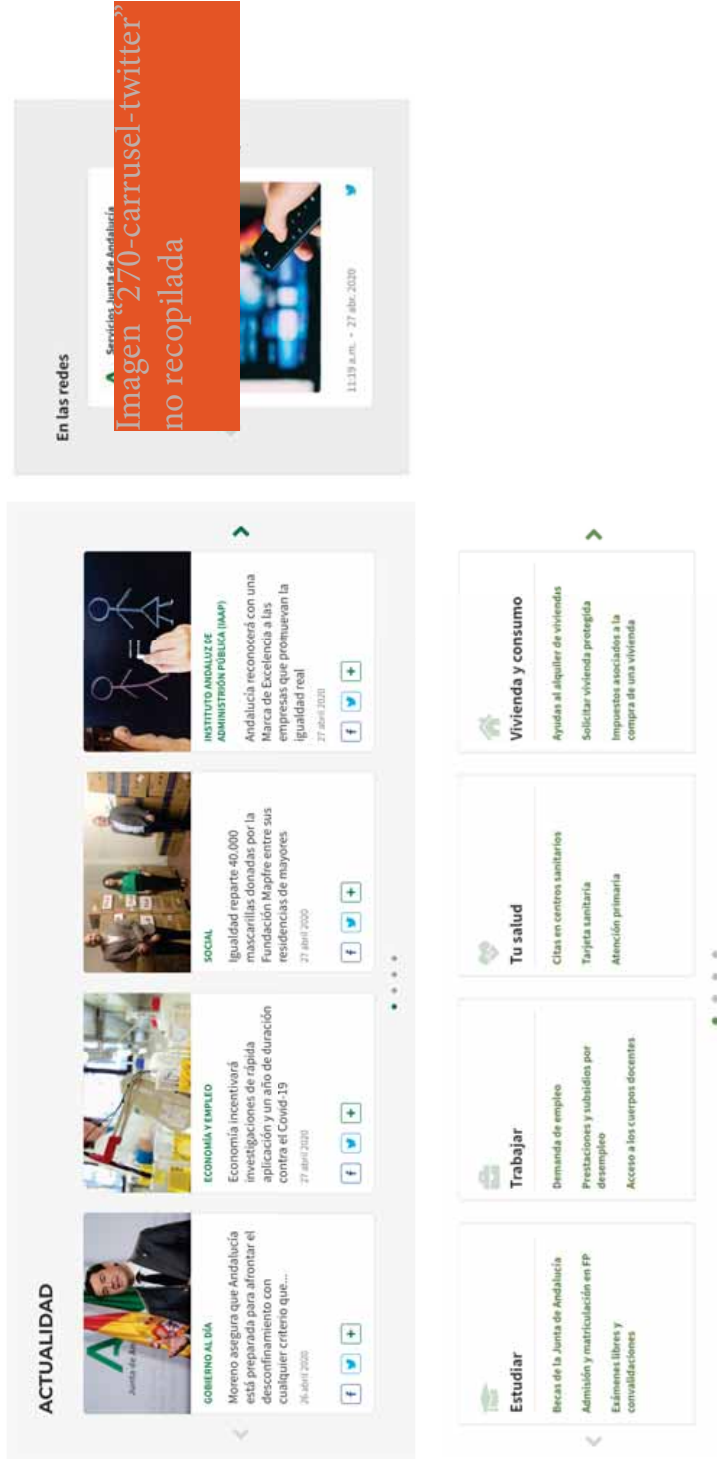 ACTUALIDAD
Junta de An
GOBIERNO AL DÍA
Moreno asegura que Andalucía
está preparada para afrontar el
desconfinamiento con
cualquier criterio que...
26 abril 2020
f
+
ECONOMÍA Y EMPLEO
Economía incentivará
investigaciones de rápida
aplicación y un año de duración
contra el Covid-19
27 abril 2020
f
+
SOCIAL
Igualdad reparte 40.000
mascarillas donadas por la
Fundación Mapfre entre sus
residencias de mayores
27 abril 2020
f
+
INSTITUTO ANDALUZ DE
ADMINISTRIÓN PÚBLICA (IAAP)
Andalucía reconocerá con una
Marca de Excelencia a las
empresas que promuevan la
igualdad real
27 abril 2020
f
+
En las redes
Servicios Junta de Andalucía
Imagen “270-carrusel-twitter”
no recopilada
11:19 a.m. - 27 abr. 2020
Estudiar
Becas de la Junta de Andalucía
Admisión y matriculación en FP
Exámenes libres y
convalidaciones
Trabajar
Demanda de empleo
Prestaciones y subsidios por
desempleo
Acceso a los cuerpos docentes
Tu salud
Citas en centros sanitarios
Tarjeta sanitaria
Atención primaria
Vivienda y consumo
Ayudas al alquiler de viviendas
Solicitar vivienda protegida
Impuestos asociados a la
compra de una vivienda